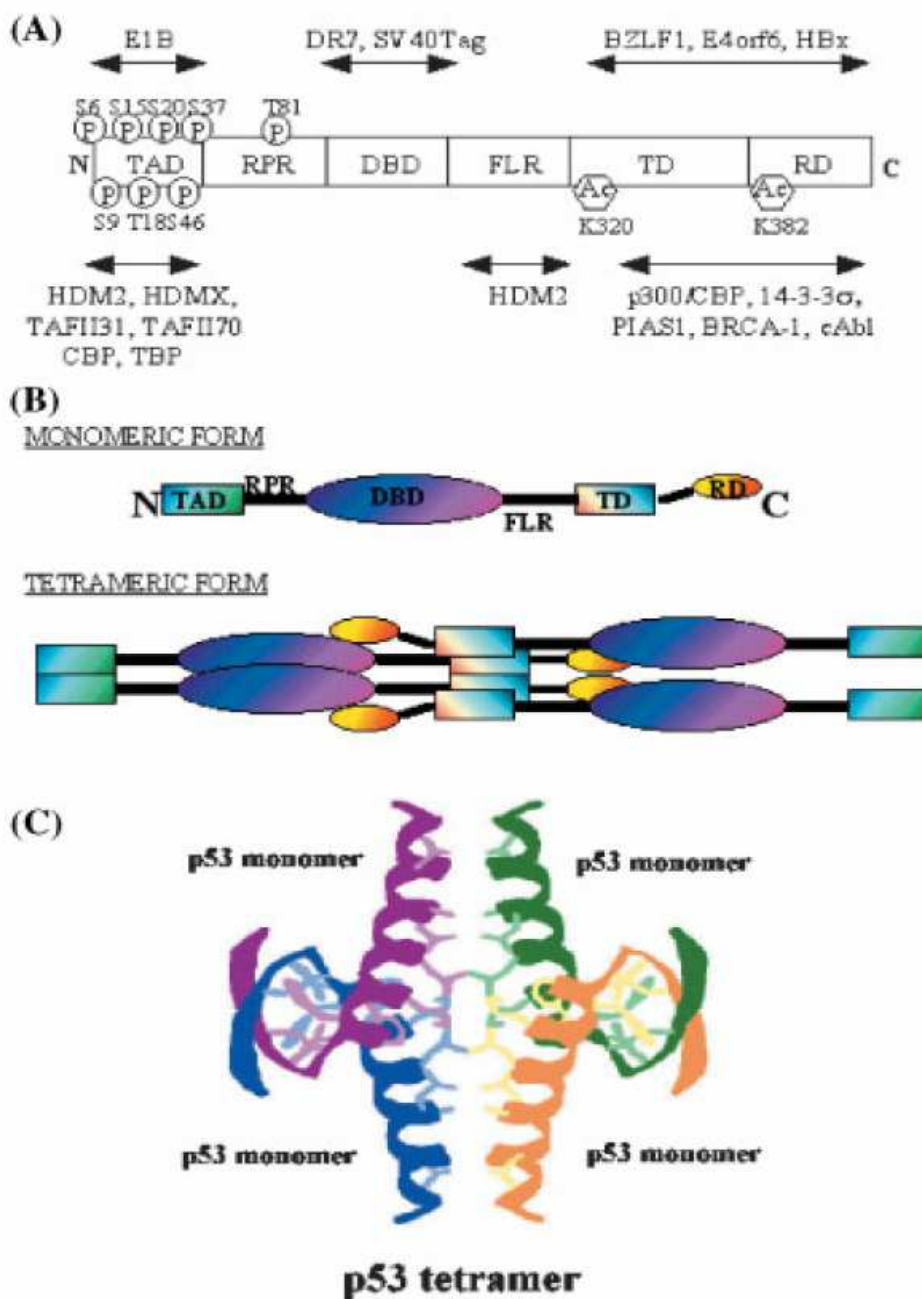 (A)
E1B
DR7, SV40Tag
BZLF1, E4orf6, HBx
S6 S15 S20 S37 T81
P P P P P
N TAD RPR DBD FLR TD RD C
P P P Ac Ac
S9 T18 S46 K320 K382
HDM2, HDMX,
TAFII31, TAFII70
CBP, TBP
HDM2
p300/CBP, 14-3-3σ,
PIAS1, BRCA-1, cAbl
(B)
MONOMERIC FORM
N TAD RPR DBD FLR TD RD C
TETRAMERIC FORM
(C)
p53 monomer
p53 monomer
p53 monomer
p53 monomer
p53 tetramer